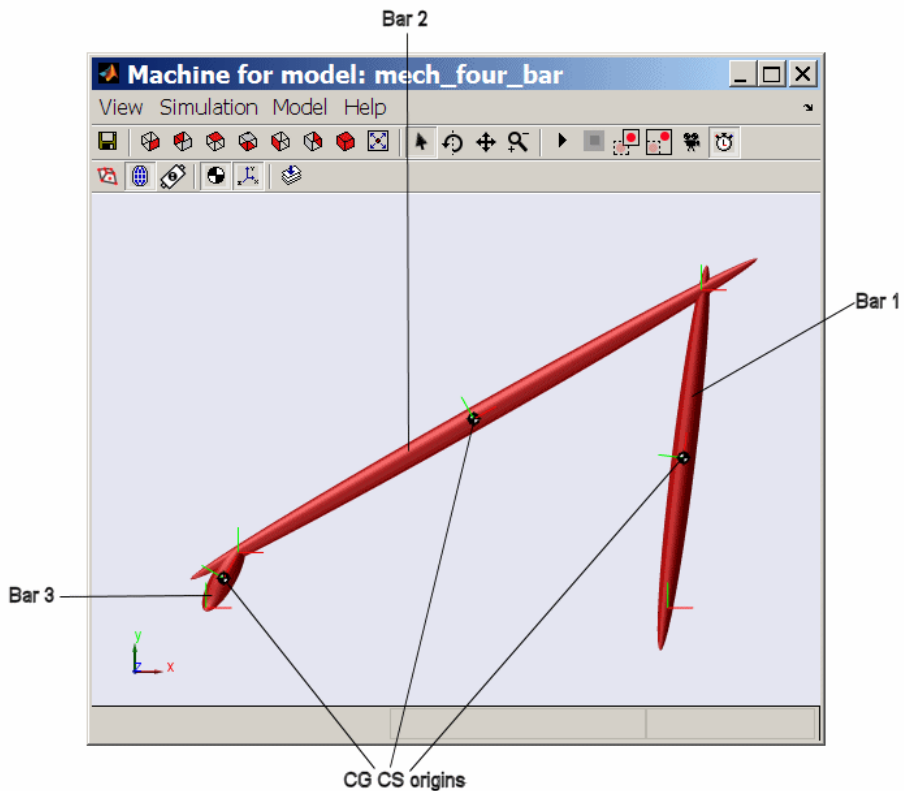 Bar 2
Machine for model: mech_four_bar
View Simulation Model Help
Bar 1
Bar 3
y
z x
CG CS origins